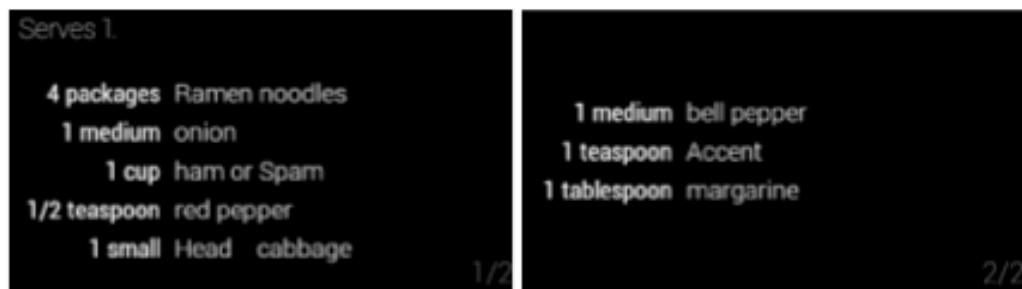 Serves 1.
4 packages Ramen noodles
1 medium onion
1 cup ham or Spam
1/2 teaspoon red pepper
1 small Head cabbage
1/2
1 medium bell pepper
1 teaspoon Accent
1 tablespoon margarine
2/2